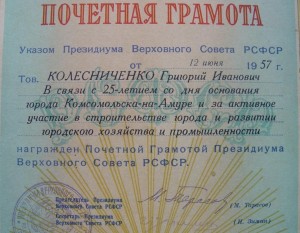 ПОЧЕТНАЯ ГРАМОТА
Указом Президиума Верховного Совета РСФСР
от 12 июня 1957 г.
Тов. КОЛЕСНИЧЕНКО Григорий Иванович
В связи с 25-летием со дня основания
города Комсомольска-на-Амуре и за активное
участие в строительстве города и развитии
городского хозяйства и промышленности
награжден Почетной Грамотой Президиума
Верховного Совета РСФСР.
Председатель Президиума
Верховного Совета РСФСР
Секретарь Президиума
Верховного Совета РСФСР